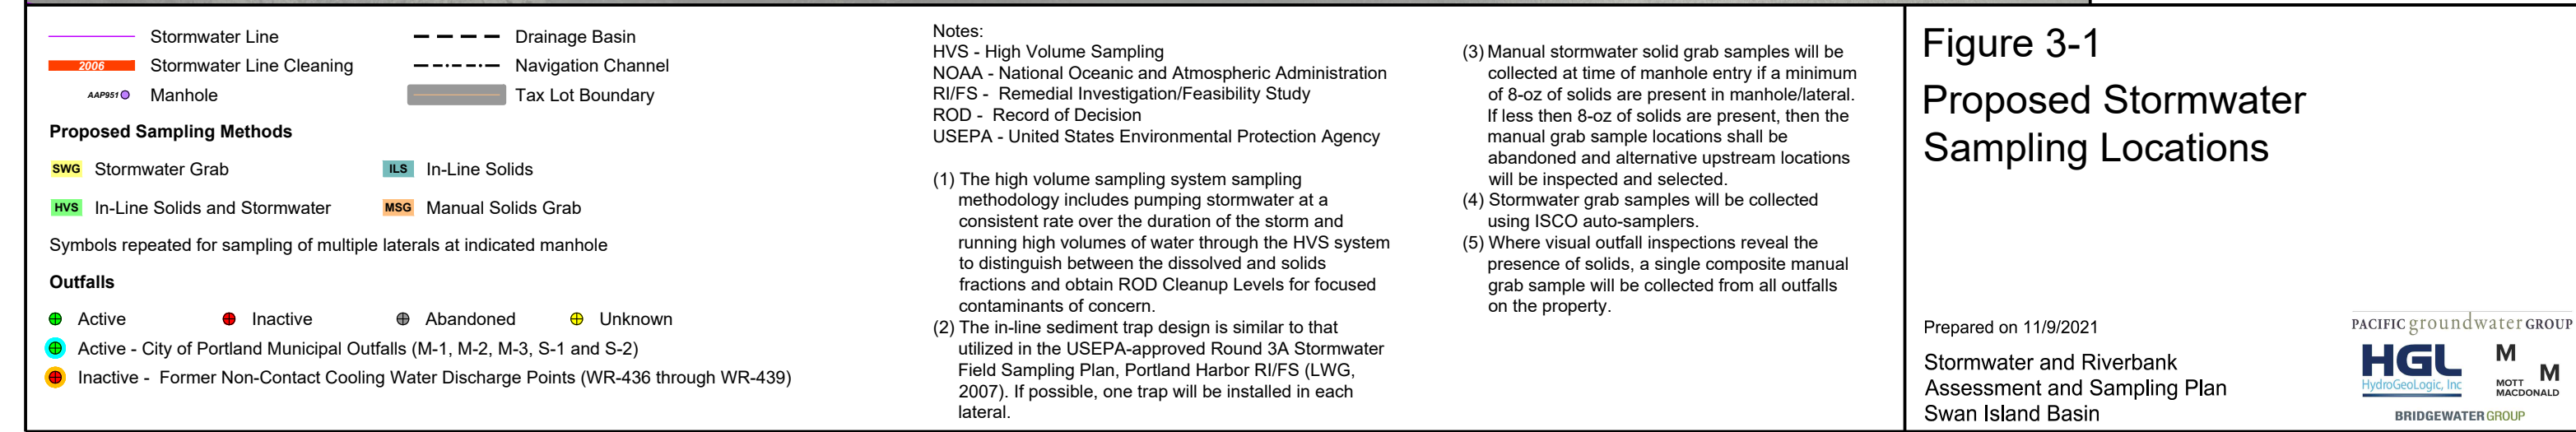 Stormwater Line
2006 Stormwater Line Cleaning
AAP951 Manhole
Drainage Basin
Navigation Channel
Tax Lot Boundary
Proposed Sampling Methods
SWG Stormwater Grab
ILS In-Line Solids
HVS In-Line Solids and Stormwater
MSG Manual Solids Grab
Symbols repeated for sampling of multiple laterals at indicated manhole
Outfalls
Active
Inactive
Abandoned
Unknown
Active - City of Portland Municipal Outfalls (M-1, M-2, M-3, S-1 and S-2)
Inactive - Former Non-Contact Cooling Water Discharge Points (WR-436 through WR-439)
Notes:
HVS - High Volume Sampling
NOAA - National Oceanic and Atmospheric Administration
RI/FS - Remedial Investigation/Feasibility Study
ROD - Record of Decision
USEPA - United States Environmental Protection Agency
(1) The high volume sampling system sampling
methodology includes pumping stormwater at a
consistent rate over the duration of the storm and
running high volumes of water through the HVS system
to distinguish between the dissolved and solids
fractions and obtain ROD Cleanup Levels for focused
contaminants of concern.
(2) The in-line sediment trap design is similar to that
utilized in the USEPA-approved Round 3A Stormwater
Field Sampling Plan, Portland Harbor RI/FS (LWG,
2007). If possible, one trap will be installed in each
lateral.
(3) Manual stormwater solid grab samples will be
collected at time of manhole entry if a minimum
of 8-oz of solids are present in manhole/lateral.
If less then 8-oz of solids are present, then the
manual grab sample locations shall be
abandoned and alternative upstream locations
will be inspected and selected.
(4) Stormwater grab samples will be collected
using ISCO auto-samplers.
(5) Where visual outfall inspections reveal the
presence of solids, a single composite manual
grab sample will be collected from all outfalls
on the property.
Figure 3-1
Proposed Stormwater
Sampling Locations
Prepared on 11/9/2021
Stormwater and Riverbank
Assessment and Sampling Plan
Swan Island Basin
PACIFIC groundwater GROUP
HGL
HydroGeoLogic, Inc
M
M
MOTT
MACDONALD
BRIDGEWATER GROUP